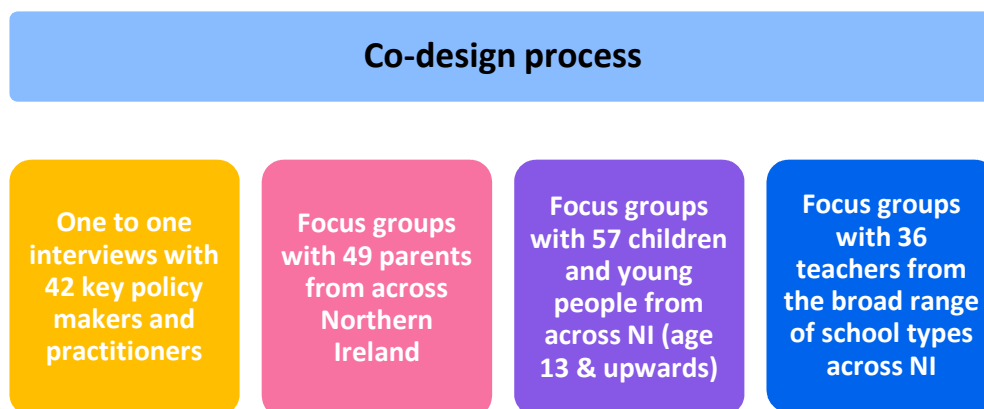 Co-design process
One to one
interviews with
42 key policy
makers and
practitioners
Focus groups
with 49 parents
from across
Northern
Ireland
Focus groups
with 57 children
and young
people from
across NI (age
13 & upwards)
Focus groups
with 36
teachers from
the broad range
of school types
across NI